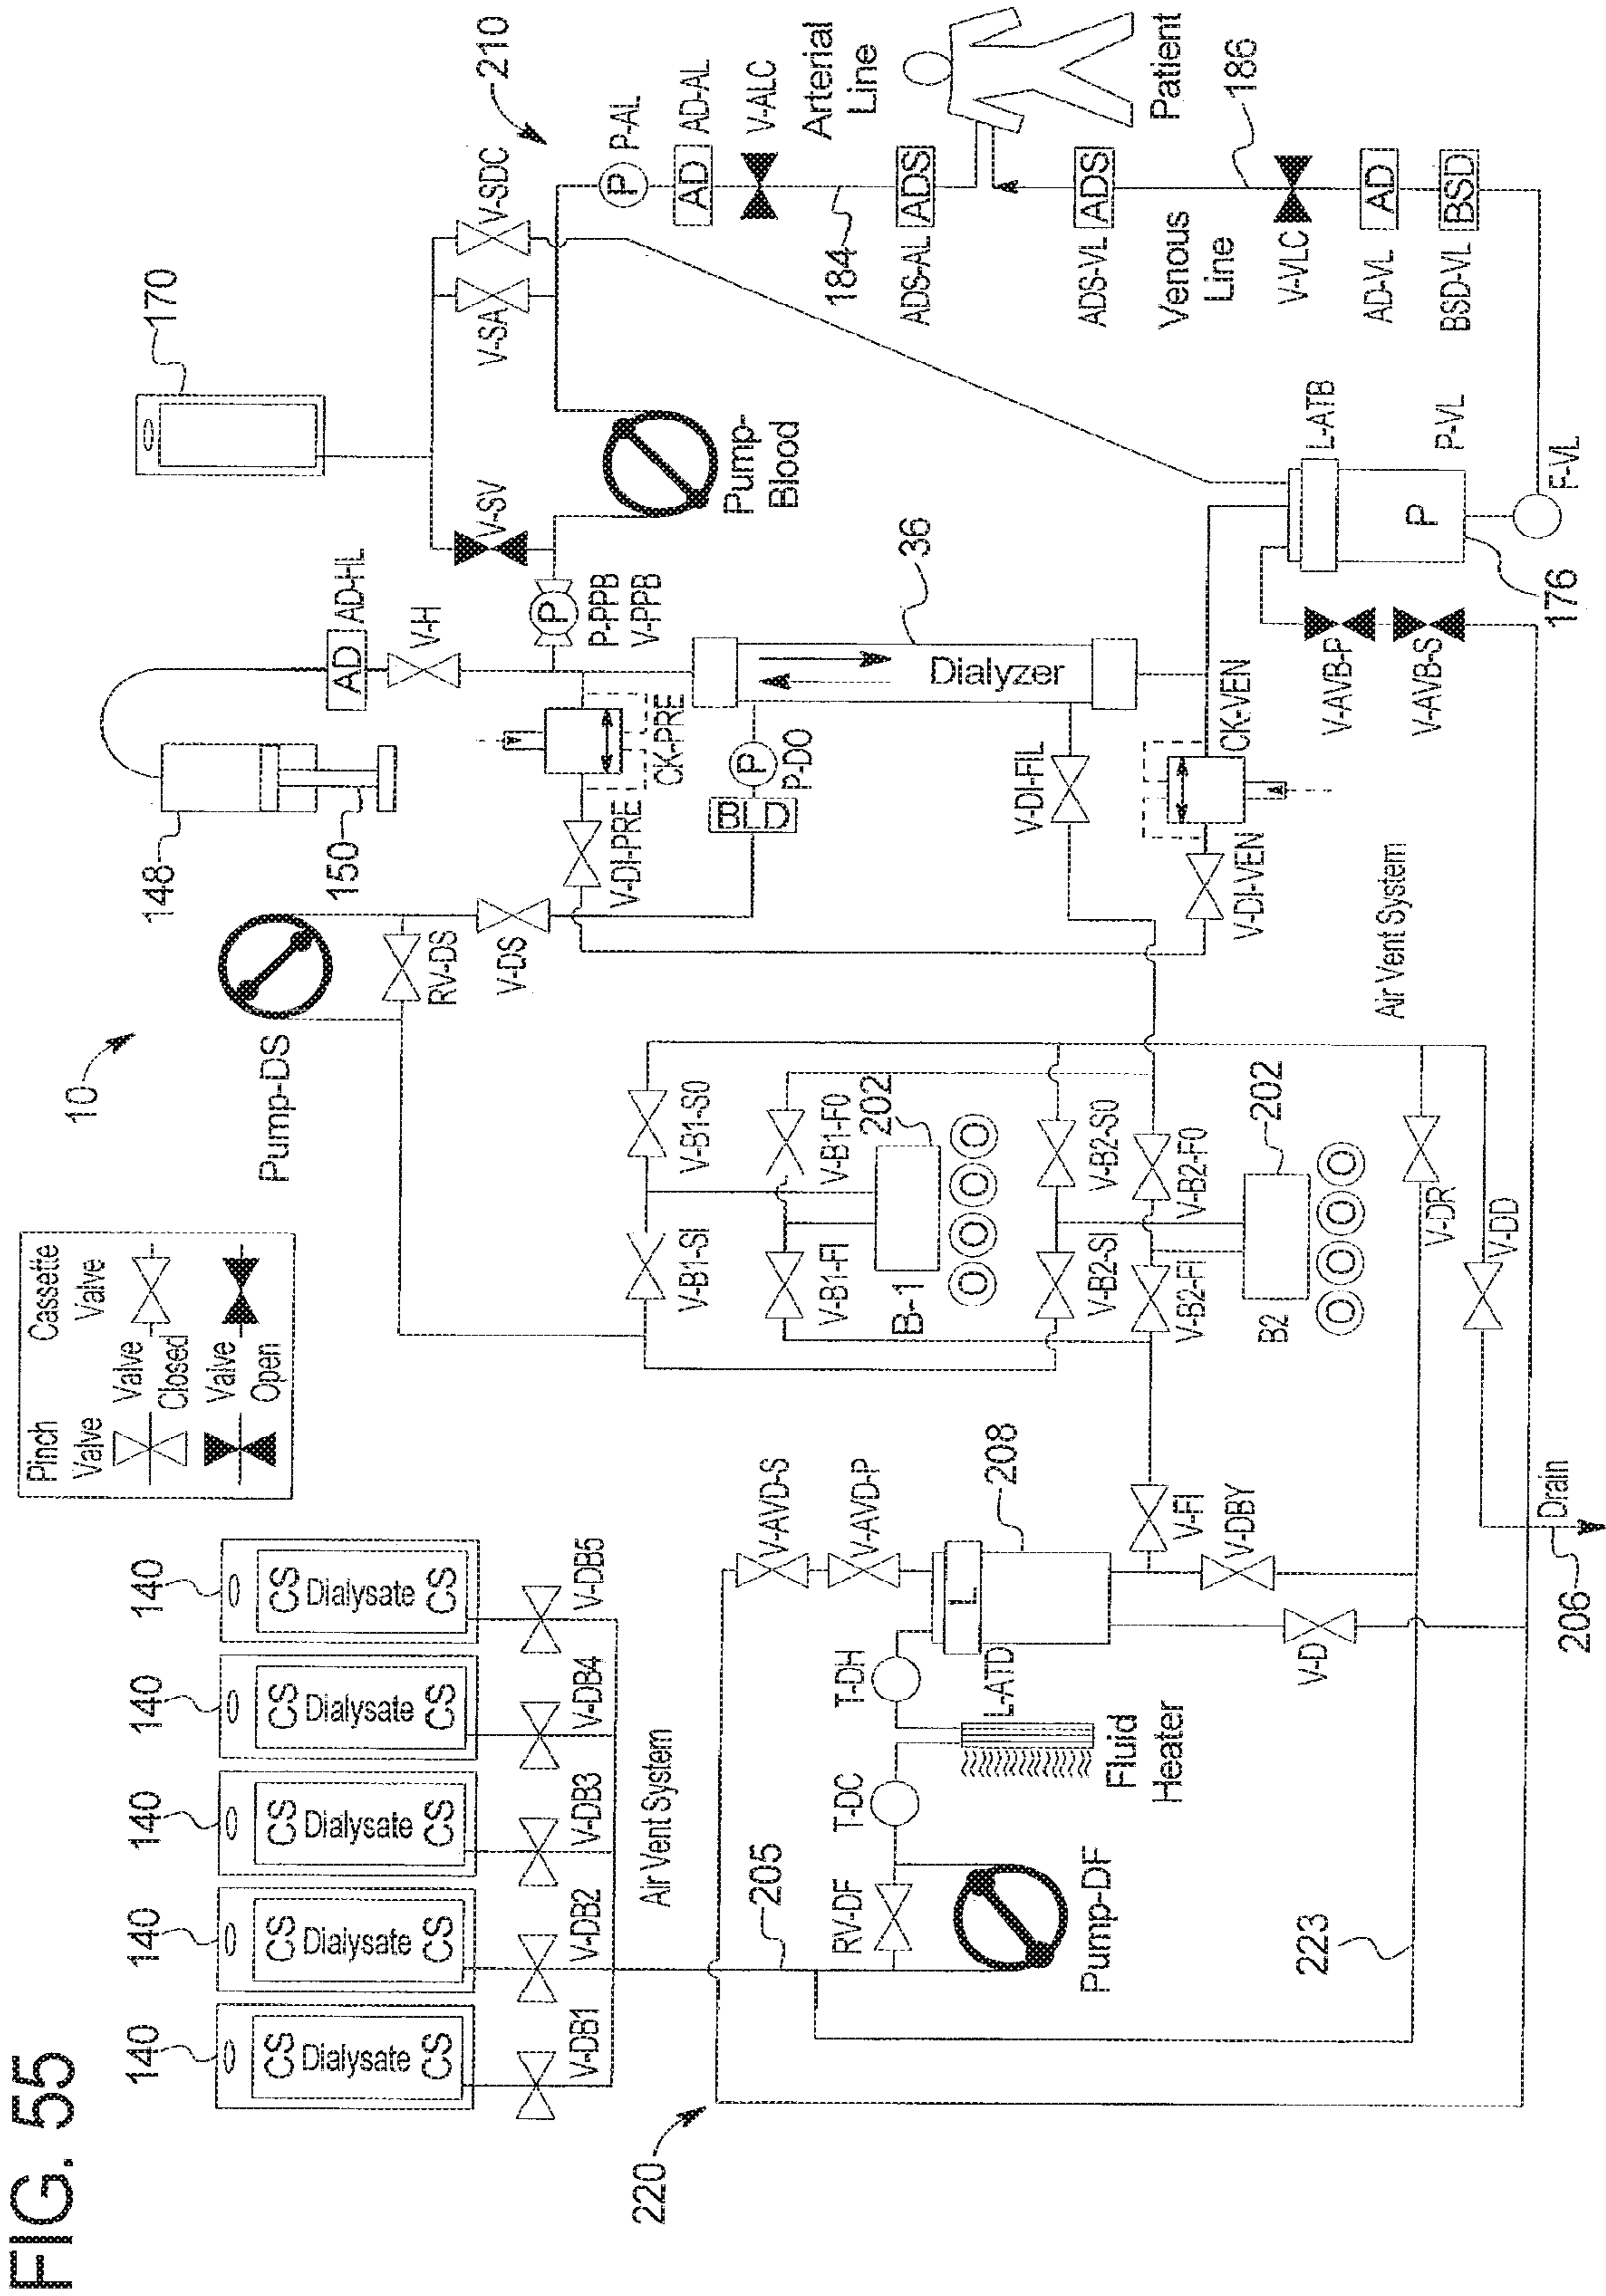 FIG. 55
10
Pinch
Valve
Cassette
Valve
Valve
Closed
Valve
Open
140
140
140
140
140
CS
Dialysate
CS
CS
Dialysate
CS
CS
Dialysate
CS
CS
Dialysate
CS
CS
Dialysate
CS
V-DB1
V-DB2
V-DB3
V-DB4
V-DB5
Air Vent System
220
205
RV-DF
Pump-DF
T-DC
Fluid
Heater
T-DH
L-ATD
L
V-AVD-S
V-AVD-P
208
V-FI
V-DBY
V-D
223
206
Drain
Pump-DS
RV-DS
V-DS
V-B1-SI
V-B1-S0
V-B1-FI
V-B1-F0
B-1
202
V-B2-SI
V-B2-S0
V-B2-FI
V-B2-F0
B2
202
V-DR
V-DD
Air Vent System
148
150
AD
AD-HL
V-H
170
V-SV
V-SA
V-SDC
210
P
P-PPB
V-PPB
Pump-
Blood
CK-PRE
V-DI-PRE
BLD
P
P-DO
Dialyzer
36
V-DI-FIL
V-DI-VEN
CK-VEN
P
P-AL
AD
AD-AL
V-ALC
Arterial
Line
184
ADS
ADS-AL
Patient
ADS
ADS-VL
Venous
Line
186
V-VLC
AD
AD-VL
BSD
BSD-VL
L-ATB
P
P-VL
F-VL
176
V-AVB-P
V-AVB-S